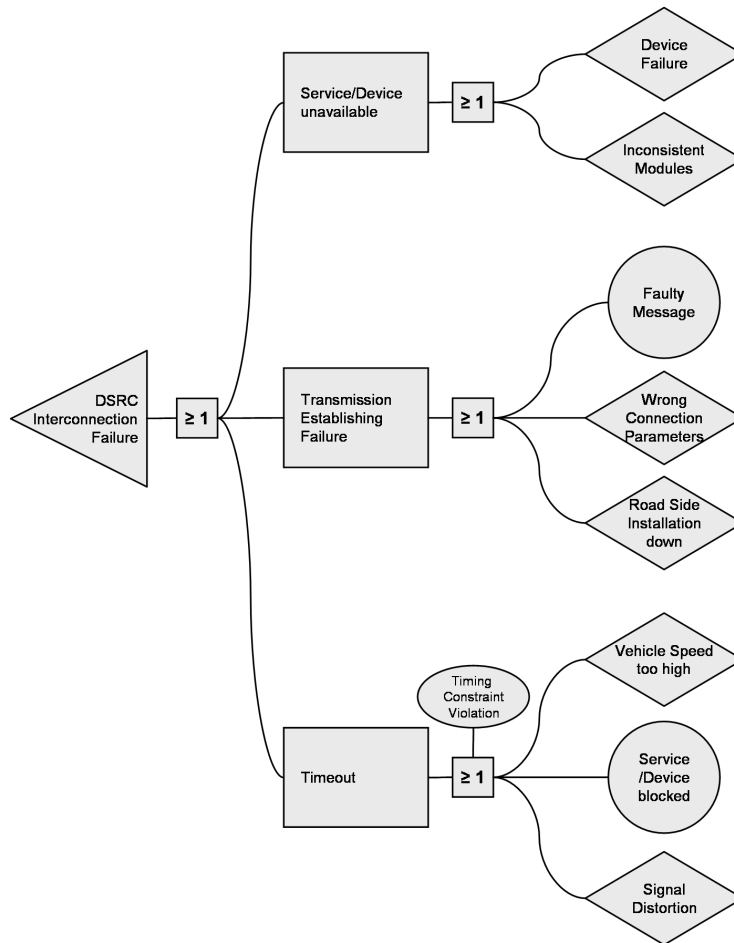 Device
Failure
Service/Device
unavailable
≥ 1
Inconsistent
Modules
Faulty
Message
DSRC
Interconnection
Failure
≥ 1
Transmission
Establishing
Failure
≥ 1
Wrong
Connection
Parameters
Road Side
Installation
down
Vehicle Speed
too high
Timing
Constraint
Violation
Timeout
≥ 1
Service
/Device
blocked
Signal
Distortion